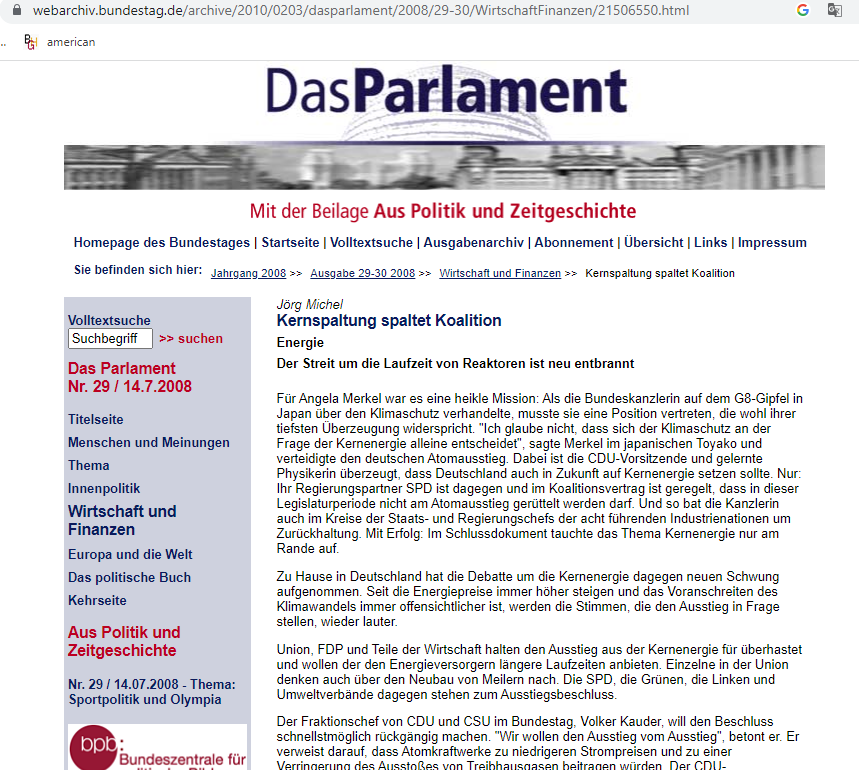 webarchiv.bundestag.de/archive/2010/0203/dasparlament/2008/29-30/WirtschaftFinanzen/21506550.html
american
DasParlament
Mit der Beilage Aus Politik und Zeitgeschichte
Homepage des Bundestages | Startseite | Volltextsuche | Ausgabenarchiv | Abonnement | Übersicht | Links | Impressum
Sie befinden sich hier: Jahrgang 2008 >> Ausgabe 29-30 2008 >> Wirtschaft und Finanzen >> Kernspaltung spaltet Koalition
Volltextsuche
Suchbegriff >> suchen
Das Parlament
Nr. 29 / 14.7.2008
Titelseite
Menschen und Meinungen
Thema
Innenpolitik
Wirtschaft und
Finanzen
Europa und die Welt
Das politische Buch
Kehrseite
Aus Politik und
Zeitgeschichte
Nr. 29 / 14.07.2008 - Thema:
Sportpolitik und Olympia
bpb:
Bundeszentrale für
Jörg Michel
Kernspaltung spaltet Koalition
Energie
Der Streit um die Laufzeit von Reaktoren ist neu entbrannt
Für Angela Merkel war es eine heikle Mission: Als die Bundeskanzlerin auf dem G8-Gipfel in
Japan über den Klimaschutz verhandelte, musste sie eine Position vertreten, die wohl ihrer
tiefsten Überzeugung widerspricht. "Ich glaube nicht, dass sich der Klimaschutz an der
Frage der Kernenergie alleine entscheidet", sagte Merkel im japanischen Toyako und
verteidigte den deutschen Atomausstieg. Dabei ist die CDU-Vorsitzende und gelernte
Physikerin überzeugt, dass Deutschland auch in Zukunft auf Kernenergie setzen sollte. Nur:
Ihr Regierungspartner SPD ist dagegen und im Koalitionsvertrag ist geregelt, dass in dieser
Legislaturperiode nicht am Atomausstieg gerüttelt werden darf. Und so bat die Kanzlerin
auch im Kreise der Staats- und Regierungschefs der acht führenden Industrienationen um
Zurückhaltung. Mit Erfolg: Im Schlussdokument tauchte das Thema Kernenergie nur am
Rande auf.
Zu Hause in Deutschland hat die Debatte um die Kernenergie dagegen neuen Schwung
aufgenommen. Seit die Energiepreise immer höher steigen und das Voranschreiten des
Klimawandels immer offensichtlicher ist, werden die Stimmen, die den Ausstieg in Frage
stellen, wieder lauter.
Union, FDP und Teile der Wirtschaft halten den Ausstieg aus der Kernenergie für überhastet
und wollen der den Energieversorgern längere Laufzeiten anbieten. Einzelne in der Union
denken auch über den Neubau von Meilern nach. Die SPD, die Grünen, die Linken und
Umweltverbände dagegen stehen zum Ausstiegsbeschluss.
Der Fraktionschef von CDU und CSU im Bundestag, Volker Kauder, will den Beschluss
schnellstmöglich rückgängig machen. "Wir wollen den Ausstieg vom Ausstieg", betont er. Er
verweist darauf, dass Atomkraftwerke zu niedrigeren Strompreisen und zu einer
Verringerung des Ausstoßes von Treibhausgasen beitragen würden. Der CDU-